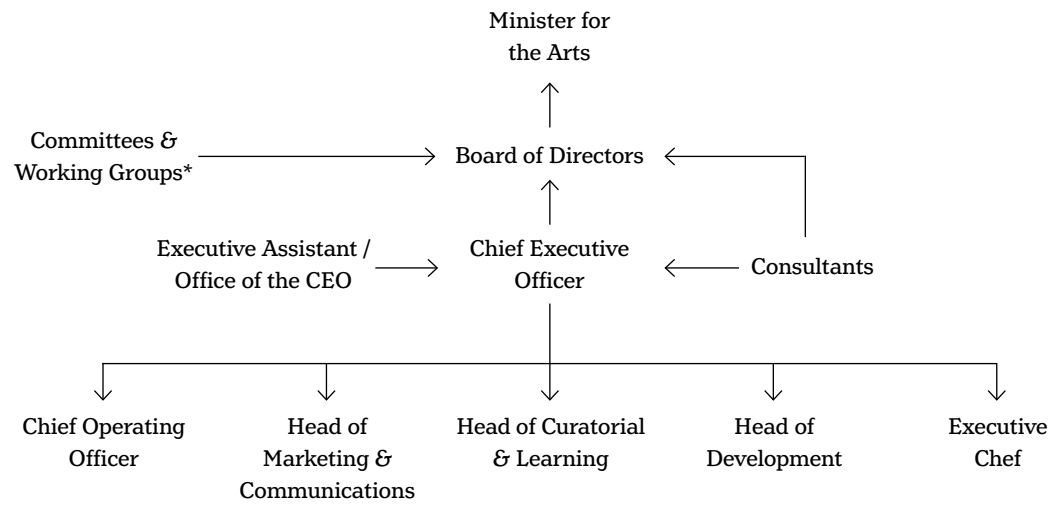 Minister for
the Arts
Committees &
Working Groups*
Board of Directors
Executive Assistant /
Office of the CEO
Chief Executive
Officer
Consultants
Chief Operating
Officer
Head of
Marketing &
Communications
Head of Curatorial
& Learning
Head of
Development
Executive
Chef